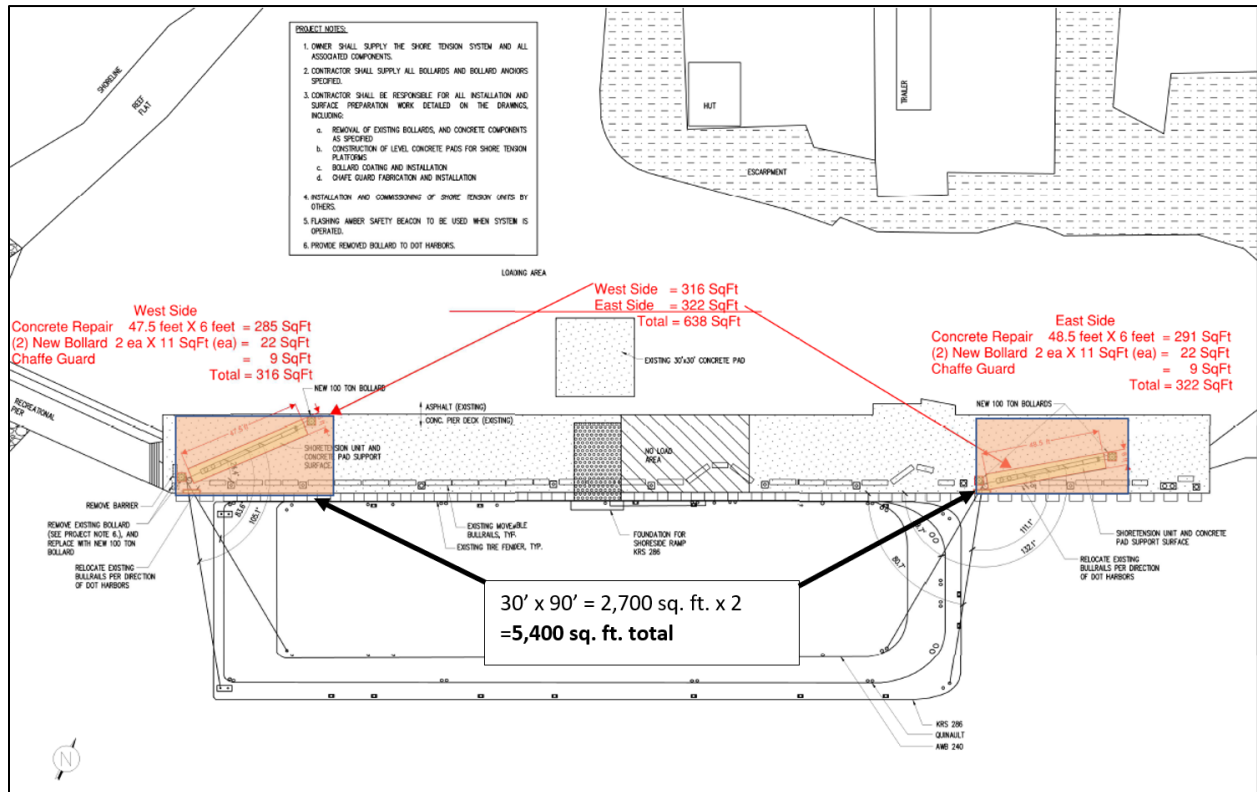 PROJECT NOTES:
1. OWNER SHALL SUPPLY THE SHORE TENSION SYSTEM AND ALL
ASSOCIATED COMPONENTS.
2. CONTRACTOR SHALL SUPPLY ALL BOLLARDS AND BOLLARD ANCHORS
SPECIFIED.
3. CONTRACTOR SHALL BE RESPONSIBLE FOR ALL INSTALLATION AND
SURFACE PREPARATION WORK DETAILED ON THE DRAWINGS,
INCLUDING:
a. REMOVAL OF EXISTING BOLLARDS, AND CONCRETE COMPONENTS
AS SPECIFIED
b. CONSTRUCTION OF LEVEL CONCRETE PADS FOR SHORE TENSION
PLATFORMS
c. BOLLARD COATING AND INSTALLATION
d. CHAFE GUARD FABRICATION AND INSTALLATION
4. INSTALLATION AND COMMISSIONING OF SHORE TENSION UNITS BY
OTHERS.
5. FLASHING AMBER SAFETY BEACON TO BE USED WHEN SYSTEM IS
OPERATED.
6. PROVIDE REMOVED BOLLARD TO DOT HARBORS.
SHORELINE
REEF
FLAT
HUT
TRAILER
ESCARPMENT
LOADING AREA
West Side = 316 SqFt
East Side = 322 SqFt
Total = 638 SqFt
West Side
Concrete Repair 47.5 feet X 6 feet = 285 SqFt
(2) New Bollard 2 ea X 11 SqFt (ea) = 22 SqFt
Chaffe Guard = 9 SqFt
Total = 316 SqFt
East Side
Concrete Repair 48.5 feet X 6 feet = 291 SqFt
(2) New Bollard 2 ea X 11 SqFt (ea) = 22 SqFt
Chaffe Guard = 9 SqFt
Total = 322 SqFt
EXISTING 30'x30' CONCRETE PAD
NEW 100 TON BOLLARD
NEW 100 TON BOLLARDS
ASPHALT (EXISTING)
CONC. PIER DECK (EXISTING)
RECREATIONAL
PIER
SHORETENSION UNIT AND
CONCRETE PAD SUPPORT
SURFACE
NO LOAD
AREA
REMOVE BARRIER
REMOVE EXISTING BOLLARD
(SEE PROJECT NOTE 6.), AND
REPLACE WITH NEW 100 TON
BOLLARD
RELOCATE EXISTING
BULLRAILS PER DIRECTION
OF DOT HARBORS
83.6°
105.1°
EXISTING MOVEABLE
BULLRAILS, TYP.
EXISTING TIRE FENDER, TYP.
FOUNDATION FOR
SHORESIDE RAMP
KRS 286
80.7°
111.1°
132.1°
SHORETENSION UNIT AND CONCRETE
PAD SUPPORT SURFACE
RELOCATE EXISTING
BULLRAILS PER DIRECTION
OF DOT HARBORS
30' x 90' = 2,700 sq. ft. x 2
=5,400 sq. ft. total
KRS 286
QUINAULT
AWB 240
N